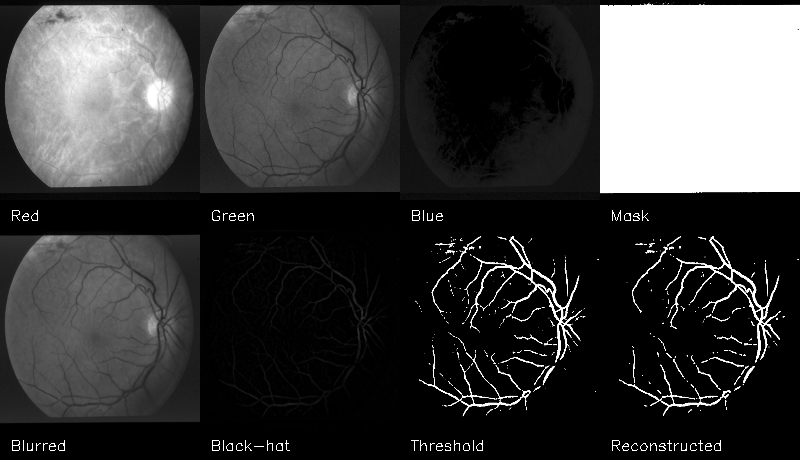 Red
Green
Blue
Mask
Blurred
Black-hat
Threshold
Reconstructed